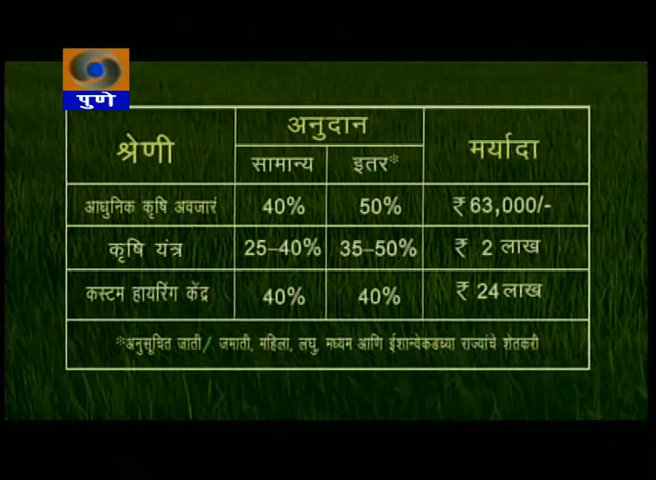 पुणे
श्रेणी अनुदान मर्यादा
सामान्य इतर*
आधुनिक कृषि अवजारं 40% 50% ₹ 63,000/-
कृषि यंत्र 25–40% 35–50% ₹ 2 लाख
कस्टम हायरिंग केंद्र 40% 40% ₹ 24 लाख
*अनुसूचित जाती/ जमाती, महिला, लघु, मध्यम आणि ईशान्येकडच्या राज्यांचे शेतकरी